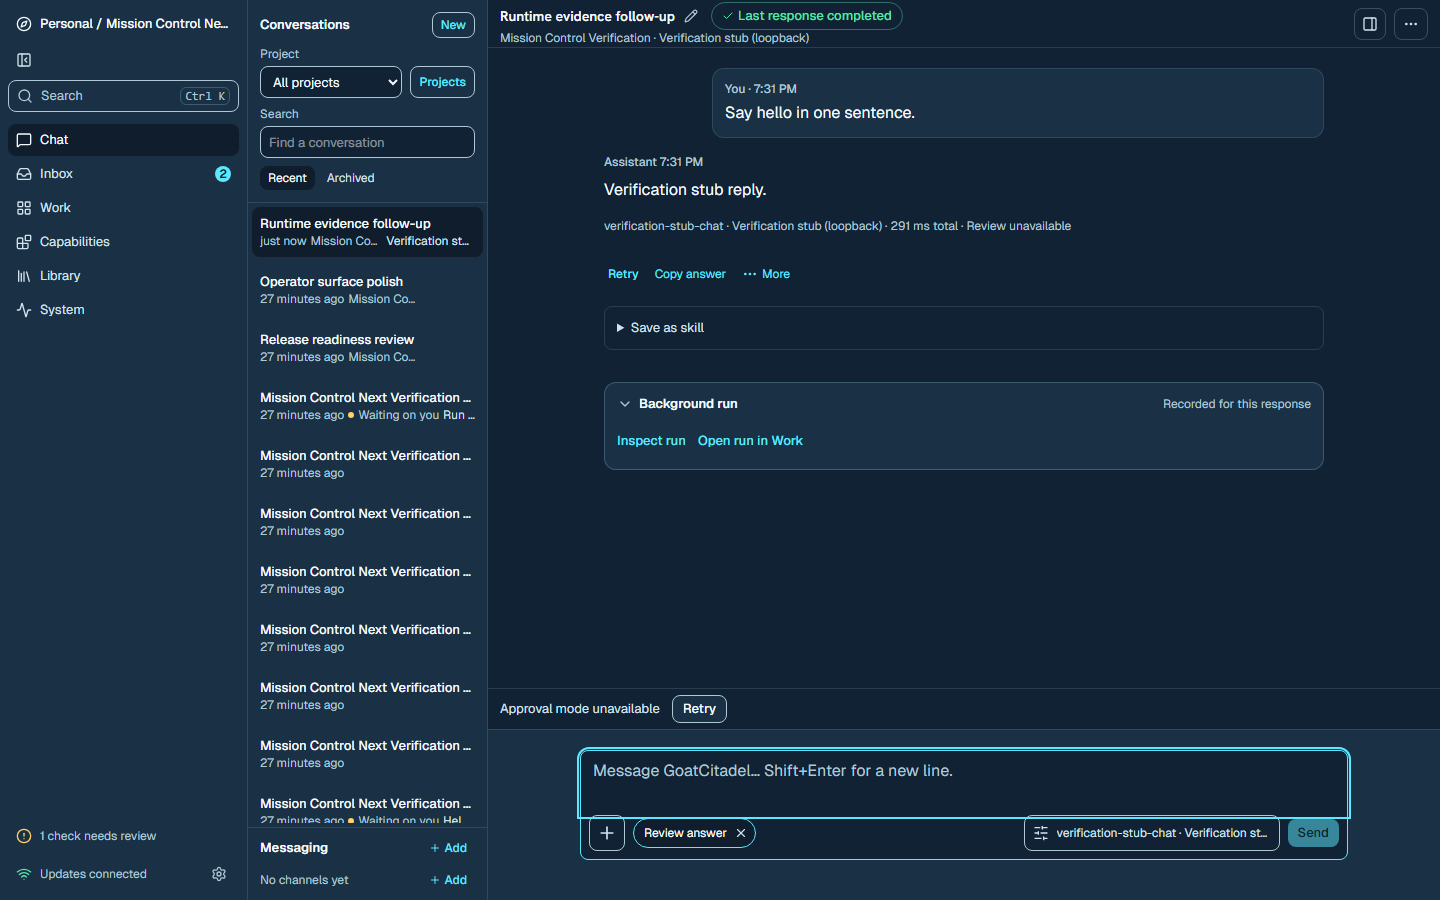 Personal / Mission Control Ne...
Search
Ctrl K
Chat
Inbox
2
Work
Capabilities
Library
System
1 check needs review
Updates connected
Conversations
New
Project
All projects
Projects
Search
Find a conversation
Recent
Archived
Runtime evidence follow-up
just now Mission Co... Verification st...
Operator surface polish
27 minutes ago Mission Co...
Release readiness review
27 minutes ago Mission Co...
Mission Control Next Verification ...
27 minutes ago Waiting on you Run ...
Mission Control Next Verification ...
27 minutes ago
Mission Control Next Verification ...
27 minutes ago
Mission Control Next Verification ...
27 minutes ago
Mission Control Next Verification ...
27 minutes ago
Mission Control Next Verification ...
27 minutes ago
Mission Control Next Verification ...
27 minutes ago
Mission Control Next Verification ...
27 minutes ago Waiting on you Hel
Messaging
+ Add
No channels yet
+ Add
Runtime evidence follow-up
Last response completed
Mission Control Verification · Verification stub (loopback)
You · 7:31 PM
Say hello in one sentence.
Assistant 7:31 PM
Verification stub reply.
verification-stub-chat · Verification stub (loopback) · 291 ms total · Review unavailable
Retry
Copy answer
··· More
Save as skill
Background run
Recorded for this response
Inspect run
Open run in Work
Approval mode unavailable
Retry
Message GoatCitadel... Shift+Enter for a new line.
Review answer
verification-stub-chat · Verification st...
Send